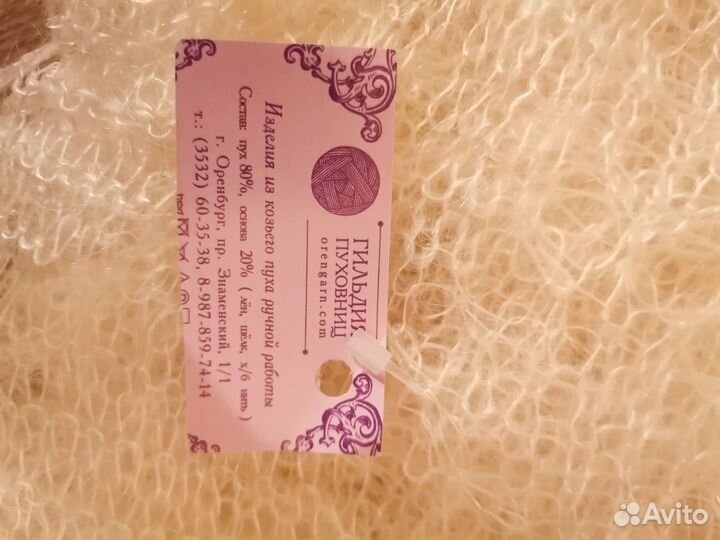 ГИЛЬДИЯ
ПУХОВНИЦ
orengarn.com
Изделия из козьего пуха ручной работы
Состав: пух 80%, основа 20% ( лён, шёлк, х/б нить )
г. Оренбург, пр. Знаменский, 1/1
т.: (3532) 60-35-38, 8-987-859-74-14
Avito